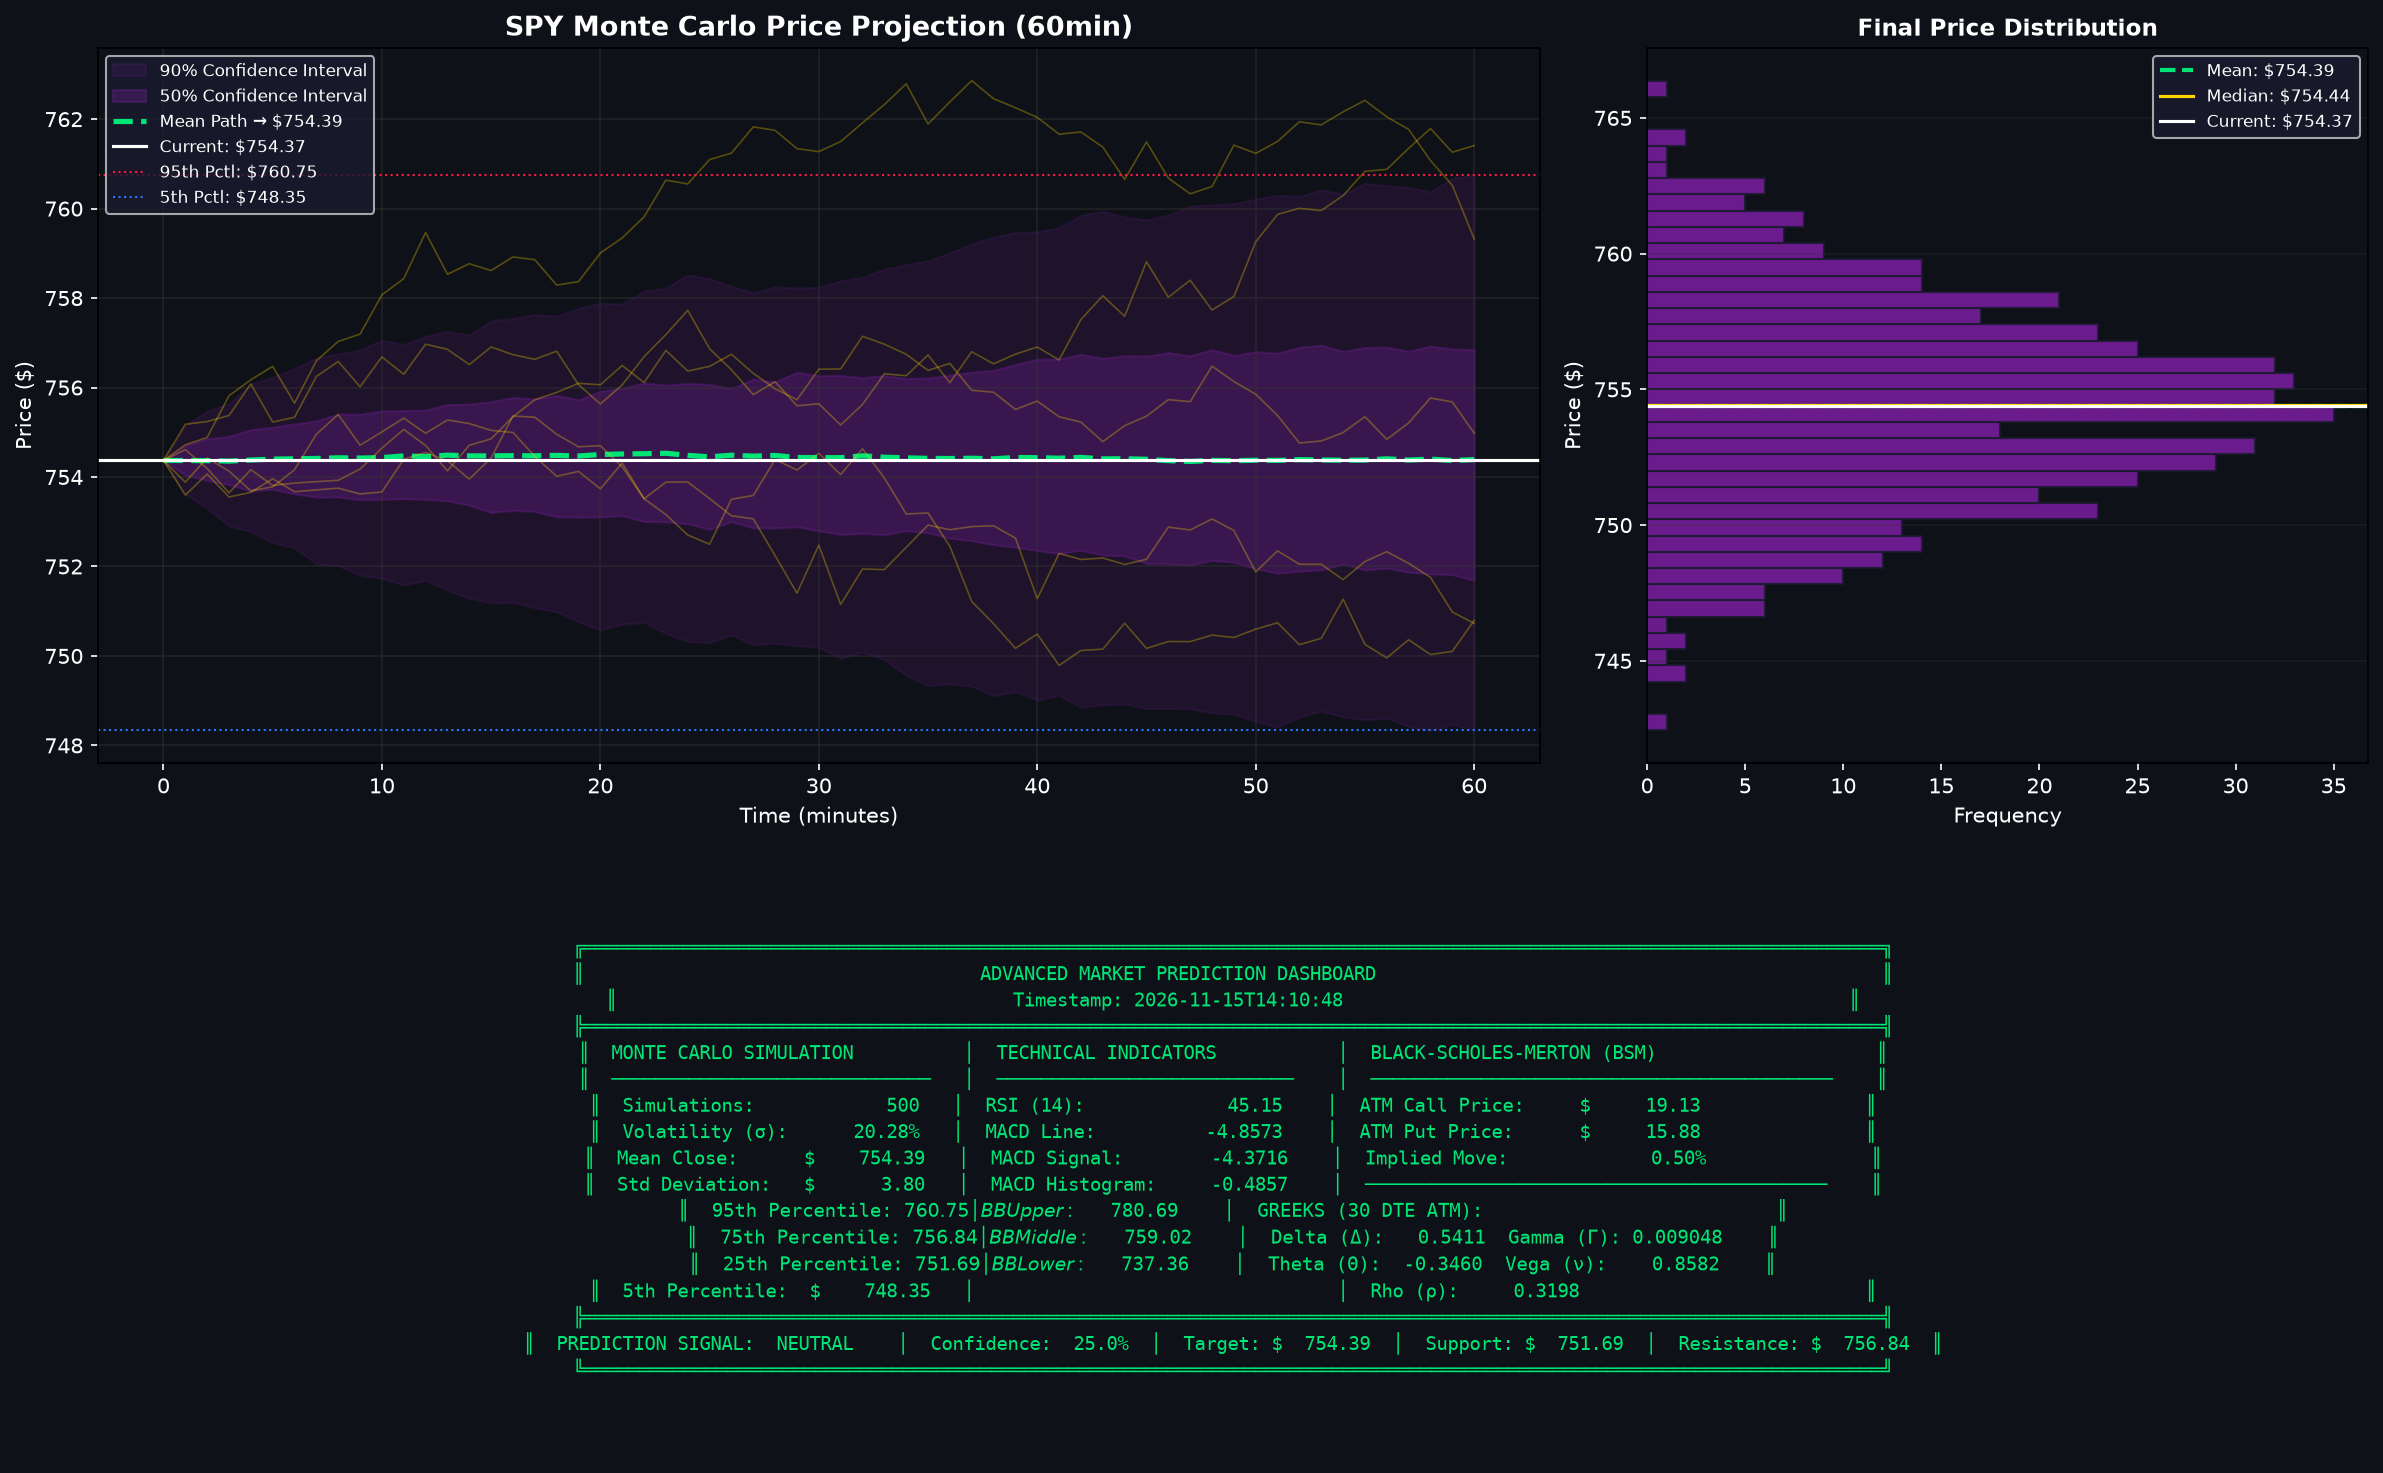 SPY Monte Carlo Price Projection (60min)
90% Confidence Interval
50% Confidence Interval
Mean Path → $754.39
Current: $754.37
95th Pctl: $760.75
5th Pctl: $748.35
762
760
758
756
754
752
750
748
Price ($)
0 10 20 30 40 50 60
Time (minutes)
Final Price Distribution
Mean: $754.39
Median: $754.44
Current: $754.37
765
760
755
750
745
Price ($)
0 5 10 15 20 25 30 35
Frequency
ADVANCED MARKET PREDICTION DASHBOARD
Timestamp: 2026-11-15T14:10:48
MONTE CARLO SIMULATION │ TECHNICAL INDICATORS │ BLACK-SCHOLES-MERTON (BSM)
Simulations: 500 │ RSI (14): 45.15 │ ATM Call Price: $ 19.13
Volatility (σ): 20.28% │ MACD Line: -4.8573 │ ATM Put Price: $ 15.88
Mean Close: $ 754.39 │ MACD Signal: -4.3716 │ Implied Move: 0.50%
Std Deviation: $ 3.80 │ MACD Histogram: -0.4857 │
95th Percentile: 760.75│BBUpper: 780.69 │ GREEKS (30 DTE ATM):
75th Percentile: 756.84│BBMiddle: 759.02 │ Delta (Δ): 0.5411 Gamma (Γ): 0.009048
25th Percentile: 751.69│BBLower: 737.36 │ Theta (Θ): -0.3460 Vega (ν): 0.8582
5th Percentile: $ 748.35 │ │ Rho (ρ): 0.3198
PREDICTION SIGNAL: NEUTRAL │ Confidence: 25.0% │ Target: $ 754.39 │ Support: $ 751.69 │ Resistance: $ 756.84